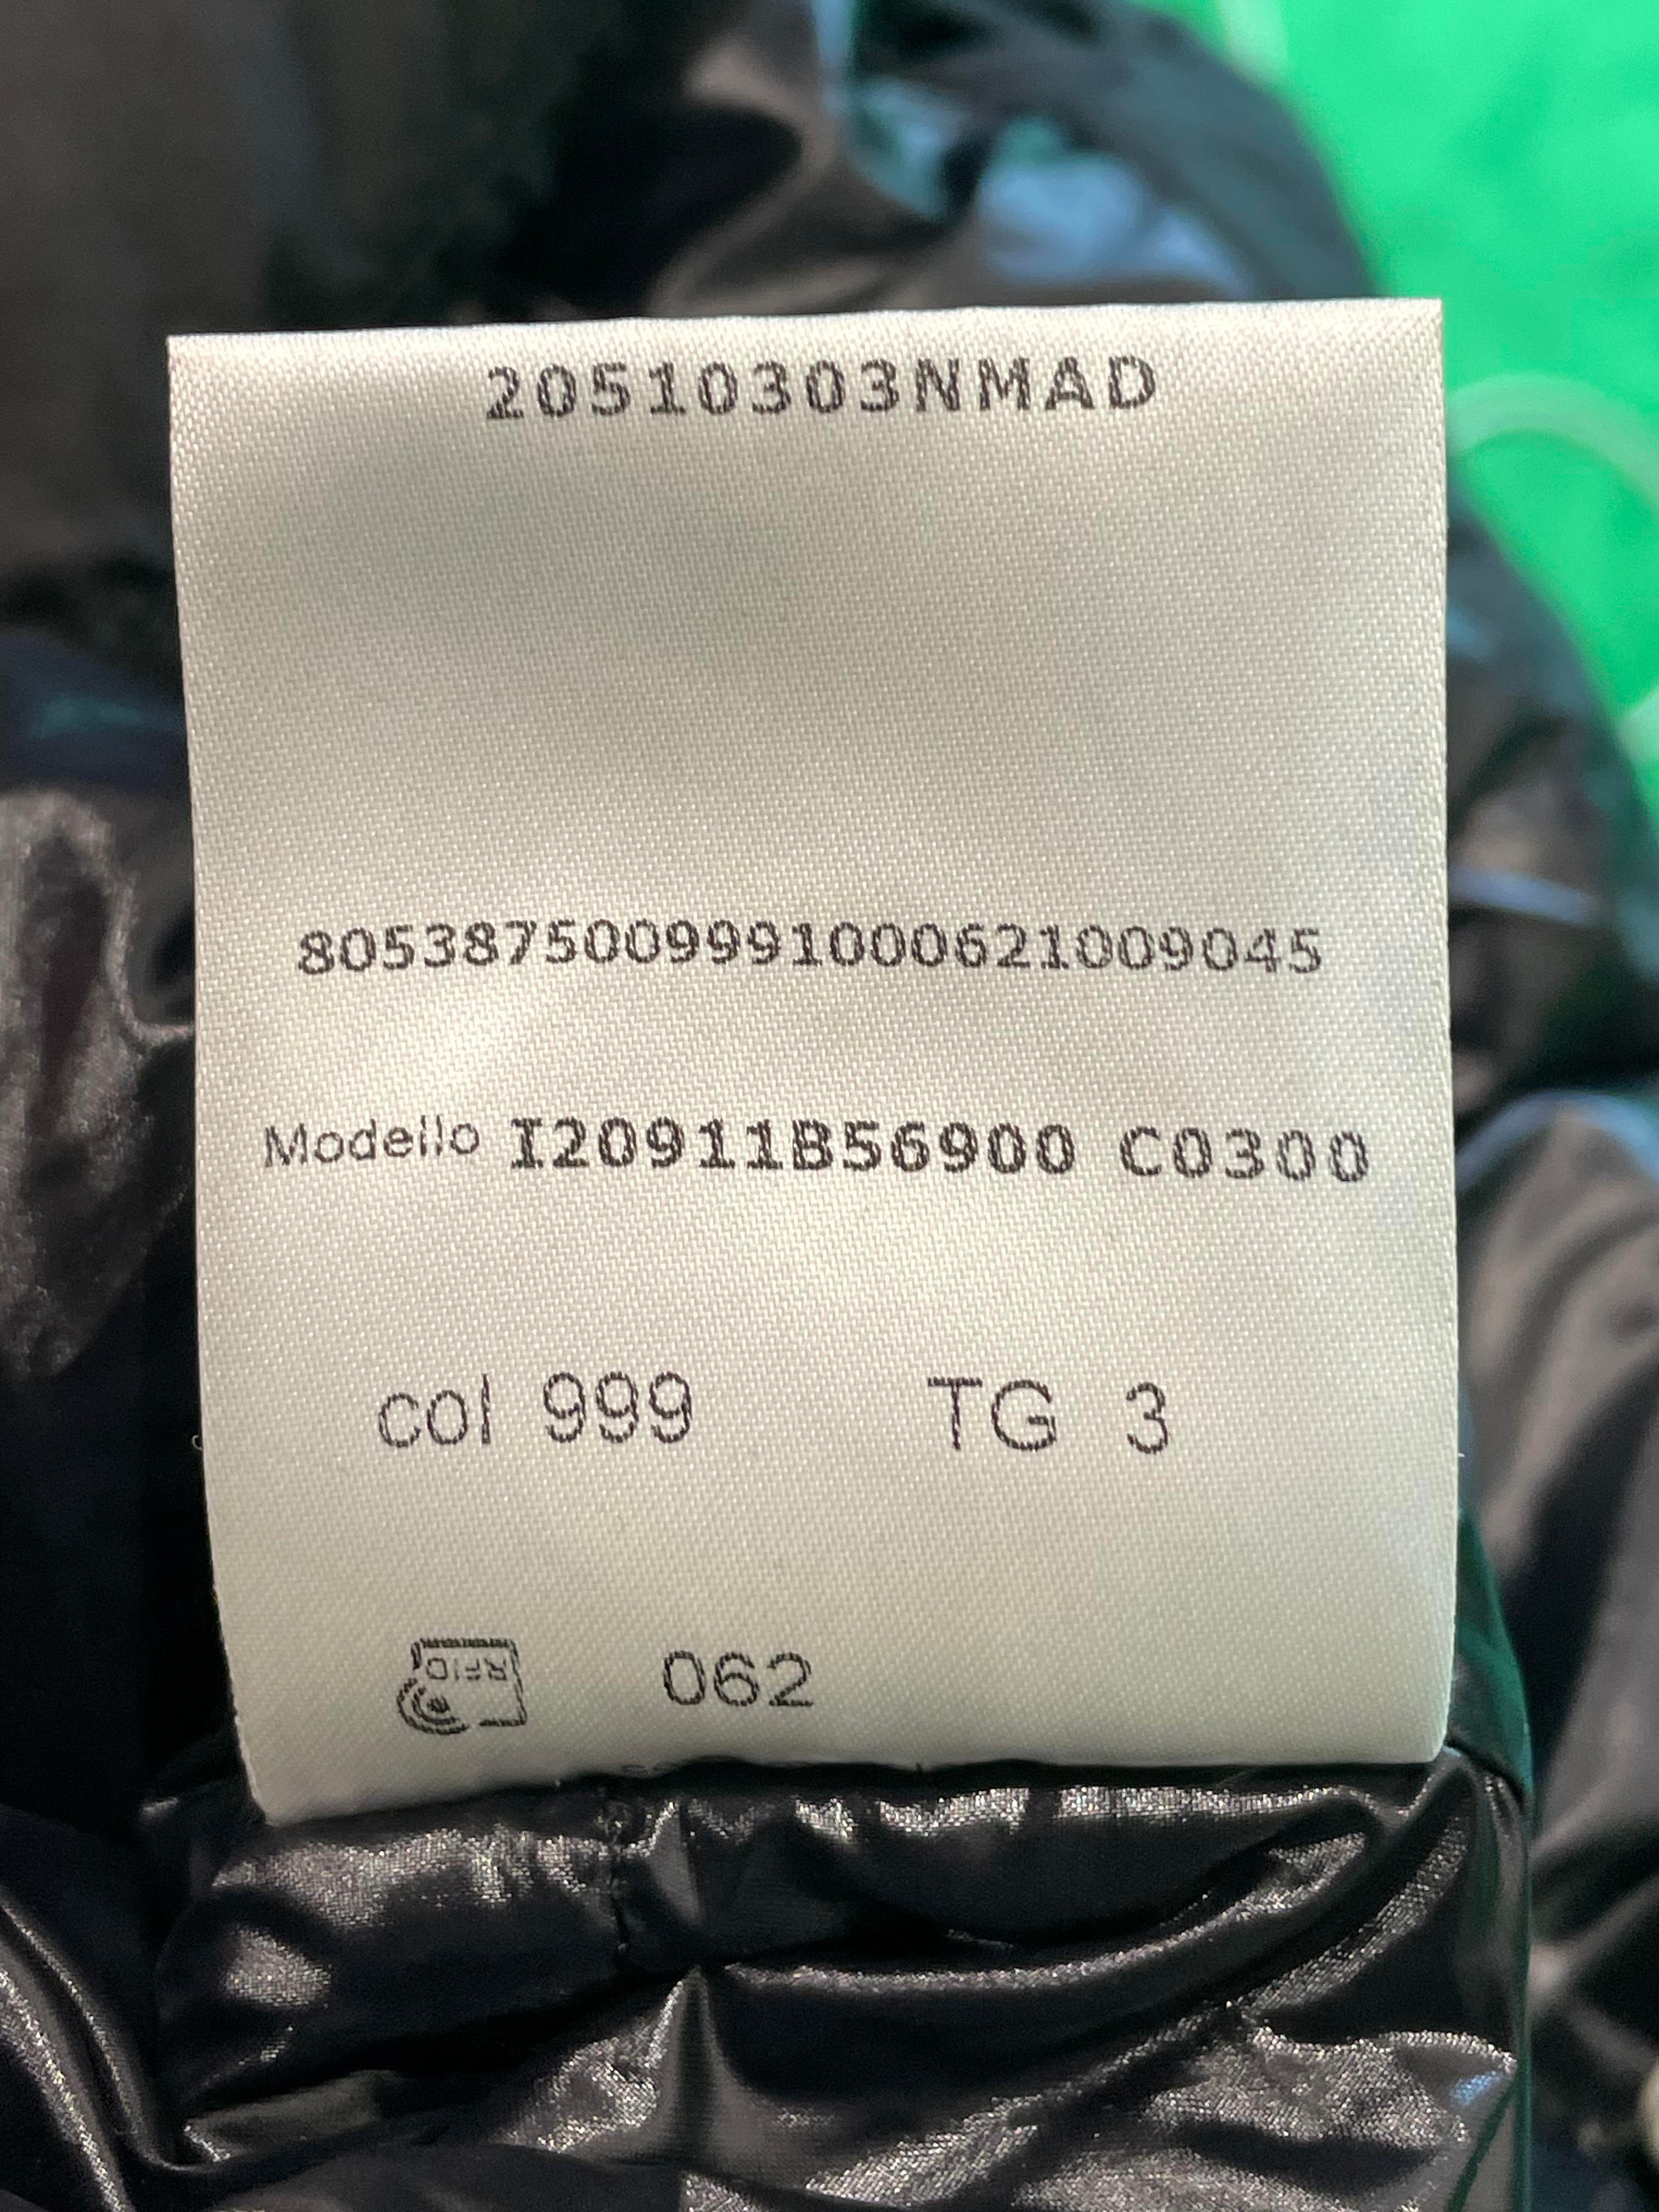 20510303NMAD
8053875009991000621009045
Modello I20911B56900 C0300
col 999 TG 3
RFID 062